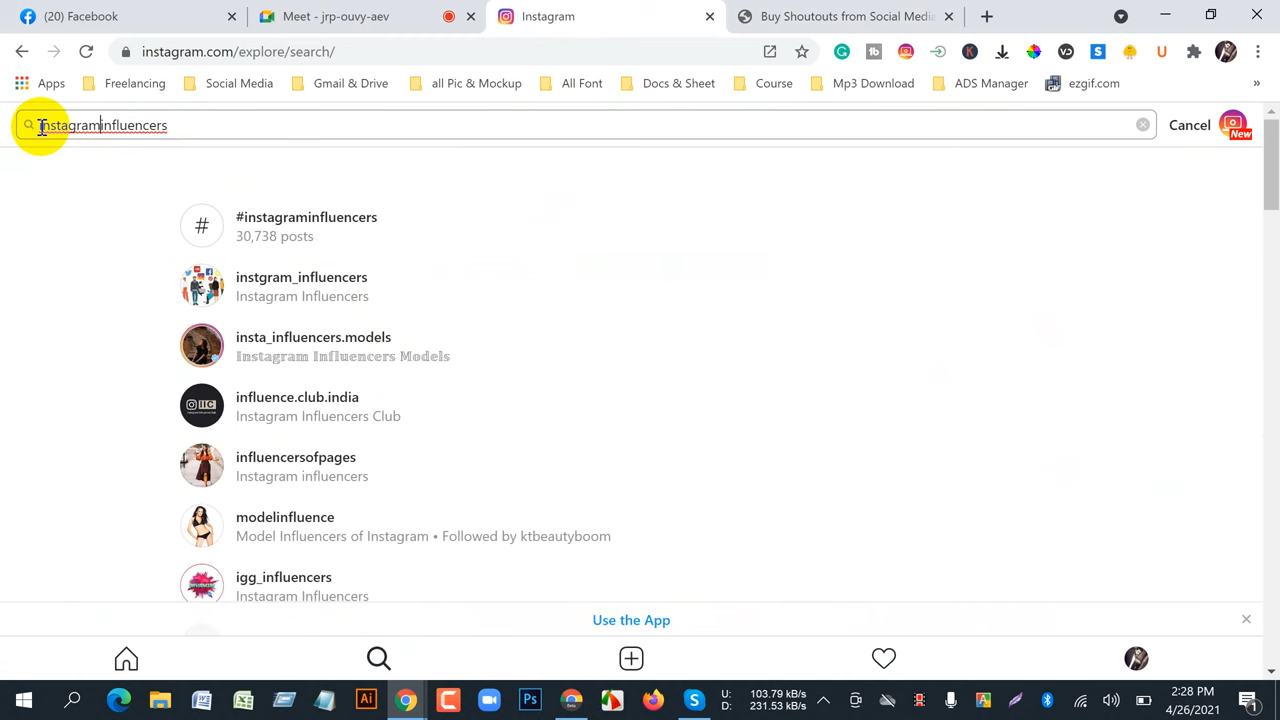 (20) Facebook
Meet - jrp-ouvy-aev
Instagram
Buy Shoutouts from Social Media
instagram.com/explore/search/
Apps
Freelancing
Social Media
Gmail & Drive
all Pic & Mockup
All Font
Docs & Sheet
Course
Mp3 Download
ADS Manager
ezgif.com
instagraminfluencers
Cancel
New
#instagraminfluencers
30,738 posts
instgram_influencers
Instagram Influencers
insta_influencers.models
𝕀𝕟𝕤𝕥𝕒𝕘𝕣𝕒𝕞 𝕀𝕟𝕗𝕝𝕦𝕖𝕟𝕔𝕖𝕣𝕤 𝕄𝕠𝕕𝕖𝕝𝕤
influence.club.india
Instagram Influencers Club
influencersofpages
Instagram influencers
modelinfluence
Model Influencers of Instagram • Followed by ktbeautyboom
igg_influencers
Instagram Influencers
Use the App
U: 103.79 kB/s
D: 231.53 kB/s
2:28 PM
4/26/2021